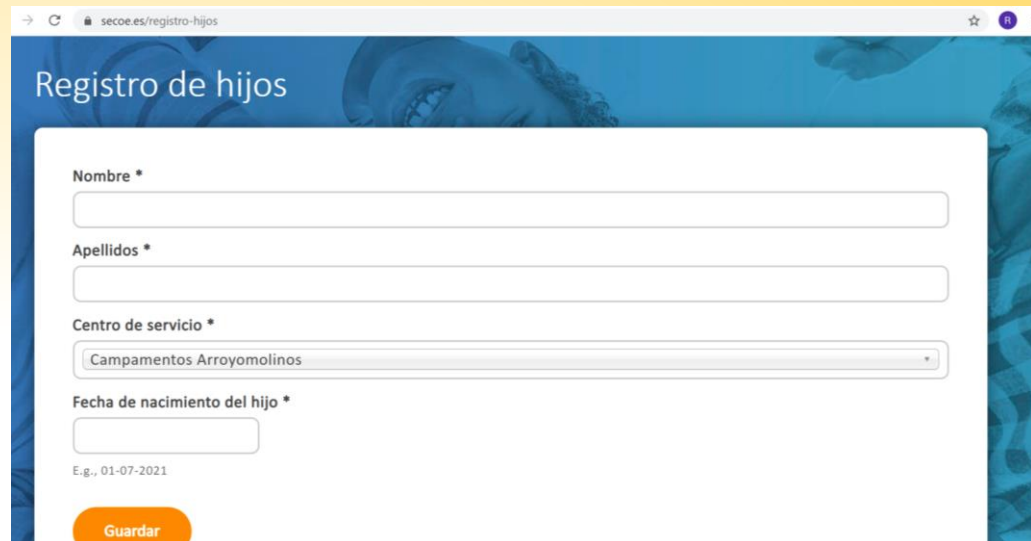 secoe.es/registro-hijos
R
Registro de hijos
Nombre *
Apellidos *
Centro de servicio *
Campamentos Arroyomolinos
Fecha de nacimiento del hijo *
E.g., 01-07-2021
Guardar